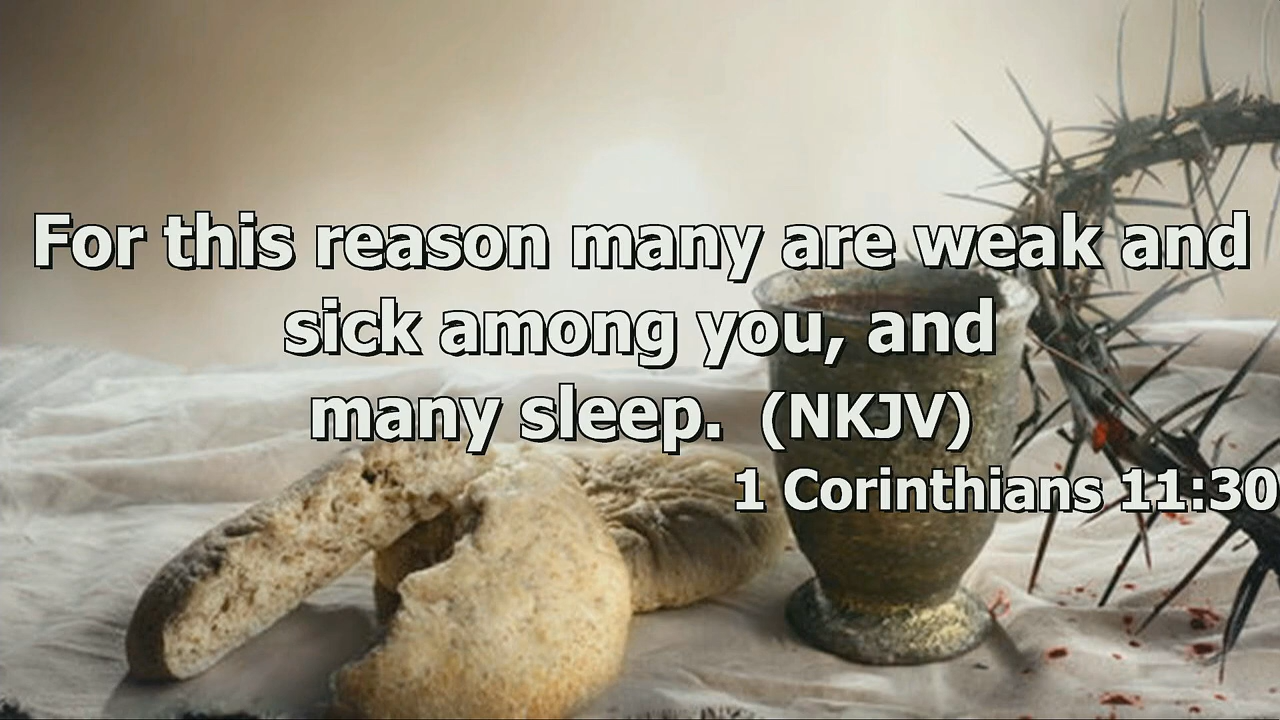 For this reason many are weak and
sick among you, and
many sleep. (NKJV)
1 Corinthians 11:30